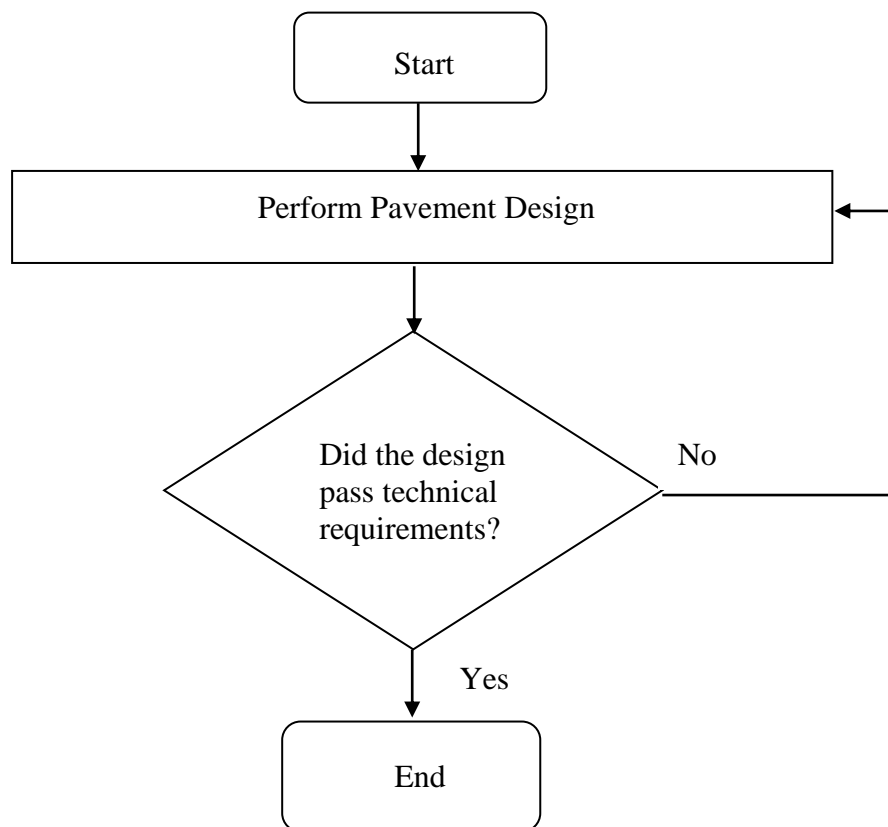 Start
Perform Pavement Design
Did the design
pass technical
requirements?
No
Yes
End